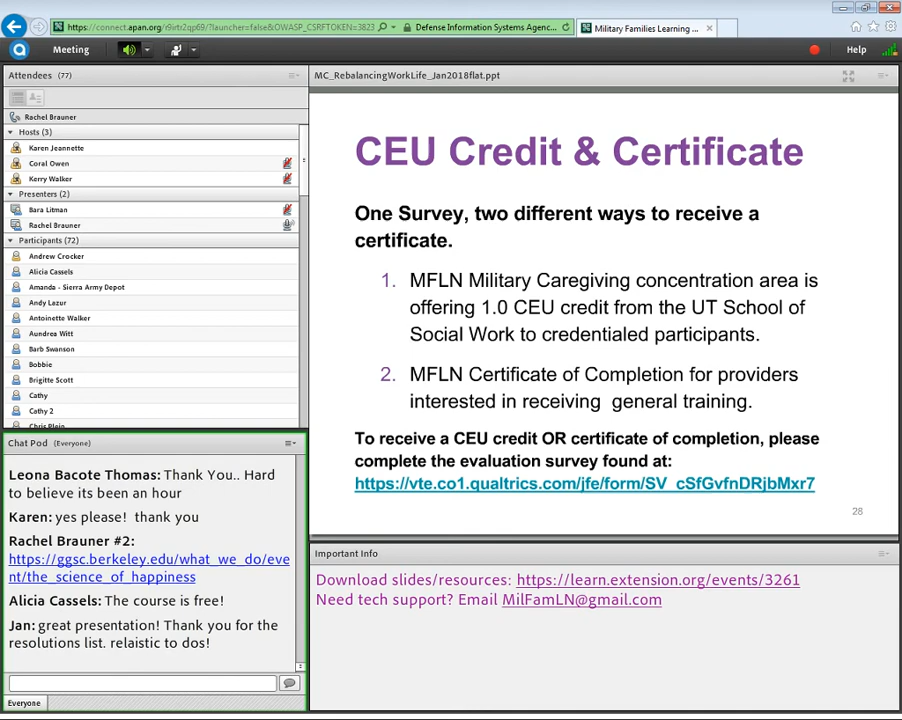 https://connect.apan.org/r9ivtr2qp69/?launcher=false&OWASP_CSRFTOKEN=3823
Defense Information Systems Agenc...
Military Families Learning ...
Meeting
Help
Attendees (77)
MC_RebalancingWorkLife_Jan2018flat.ppt
Rachel Brauner
Hosts (3)
Karen Jeannette
Coral Owen
Kerry Walker
Presenters (2)
Bara Litman
Rachel Brauner
Participants (72)
Andrew Crocker
Alicia Cassels
Amanda - Sierra Army Depot
Andy Lazur
Antoinette Walker
Aundrea Witt
Barb Swanson
Bobbie
Brigitte Scott
Cathy
Cathy 2
Chris Plein
CEU Credit & Certificate
One Survey, two different ways to receive a
certificate.
1. MFLN Military Caregiving concentration area is
offering 1.0 CEU credit from the UT School of
Social Work to credentialed participants.
2. MFLN Certificate of Completion for providers
interested in receiving general training.
To receive a CEU credit OR certificate of completion, please
complete the evaluation survey found at:
https://vte.co1.qualtrics.com/jfe/form/SV_cSfGvfnDRjbMxr7
28
Chat Pod (Everyone)
Leona Bacote Thomas: Thank You.. Hard
to believe its been an hour
Karen: yes please! thank you
Rachel Brauner #2:
https://ggsc.berkeley.edu/what_we_do/eve
nt/the_science_of_happiness
Alicia Cassels: The course is free!
Jan: great presentation! Thank you for the
resolutions list. relaistic to dos!
Everyone
Important Info
Download slides/resources: https://learn.extension.org/events/3261
Need tech support? Email MilFamLN@gmail.com